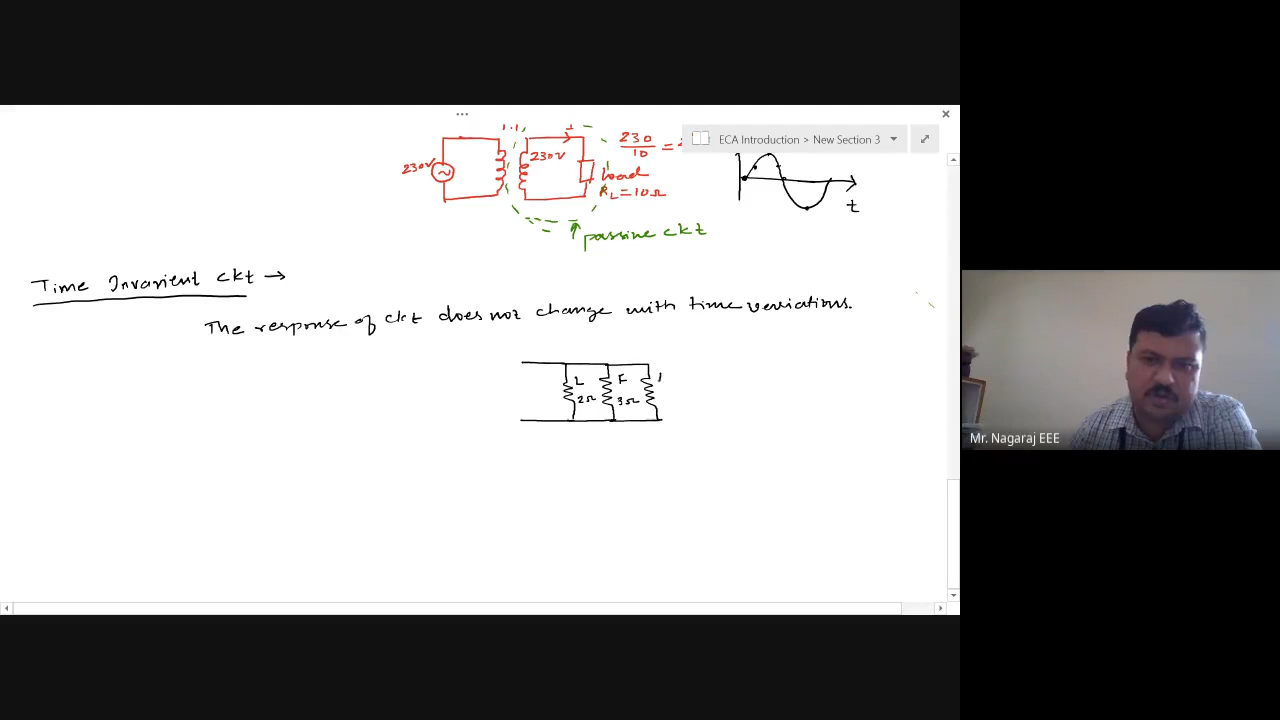 1:1 I
ECA Introduction > New Section 3
230V 230V 230/10 =
Load
RL = 10Ω
t
passive ckt
Time Invarient ckt →
The response of ckt does not change with time variations.
L F
2Ω 3Ω
Mr. Nagaraj EEE